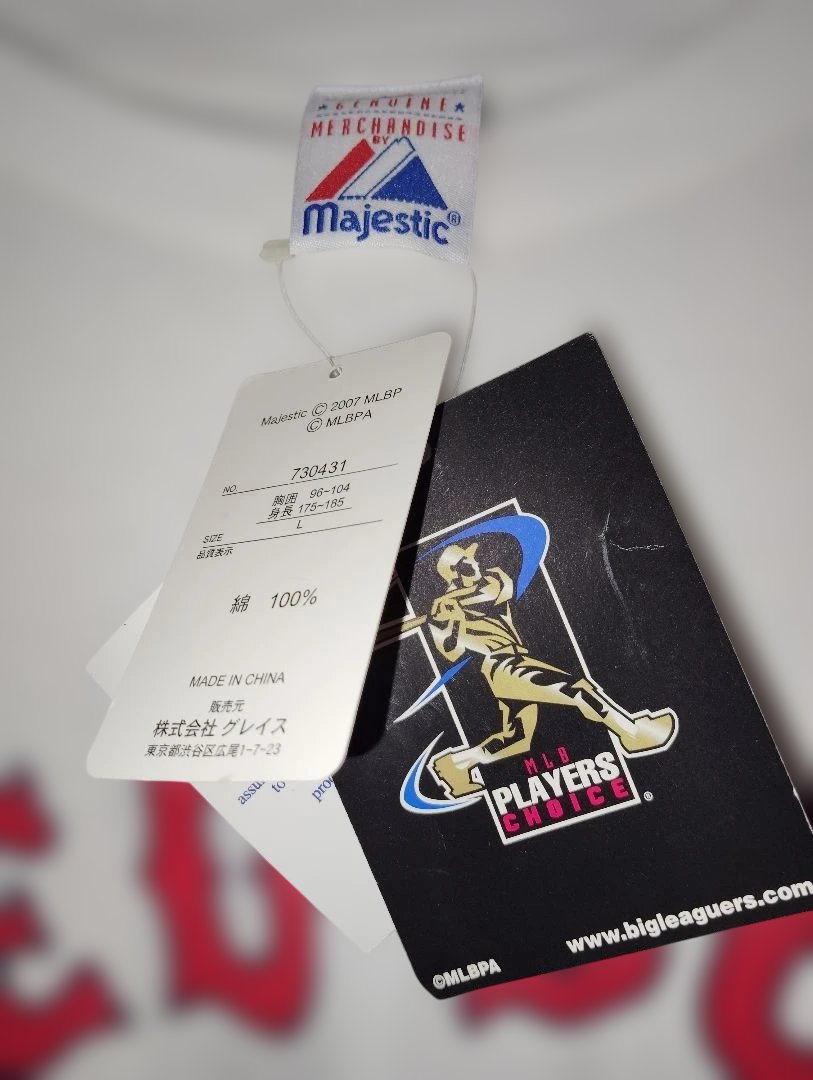 GENUINE
MERCHANDISE
BY
Majestic®
Majestic © 2007 MLBP
© MLBPA
NO. 730431
胸囲 96~104
身長 175~185
SIZE L
品質表示
綿 100%
MADE IN CHINA
販売元
株式会社 グレイス
東京都渋谷区広尾1-7-23
assu
to
pro
MLB
PLAYERS
CHOICE®
www.bigleaguers.com
©MLBPA